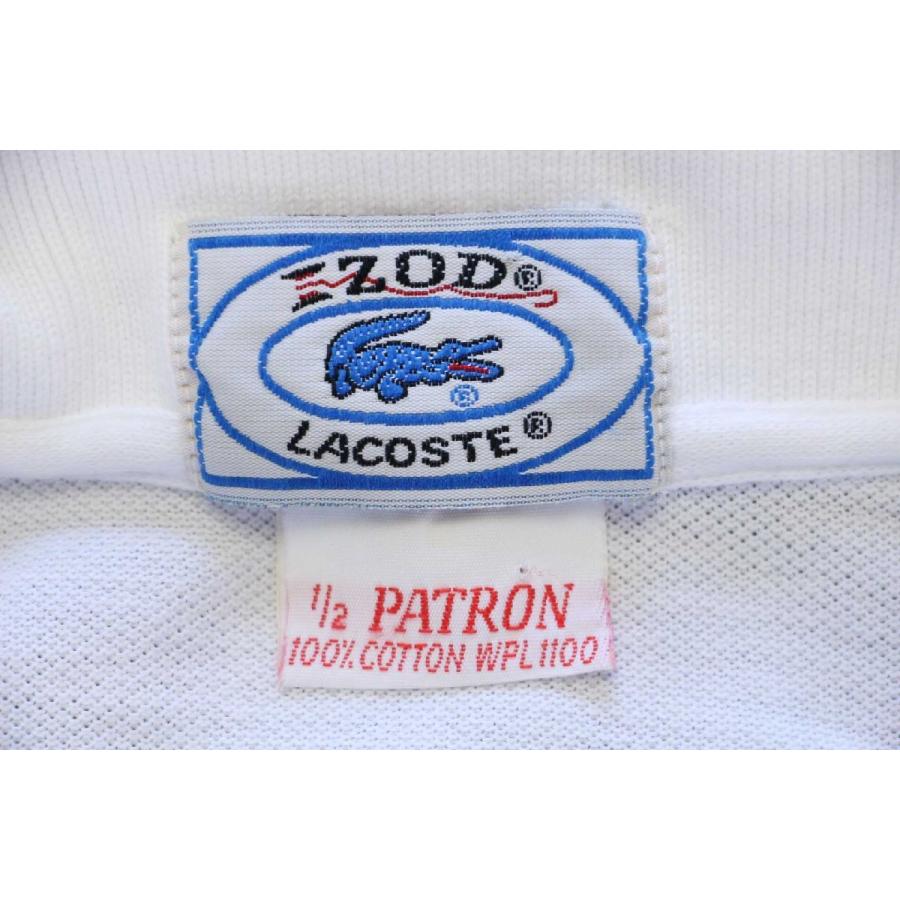 IZOD®
®
LACOSTE®
1/2 PATRON
100% COTTON WPL 1100